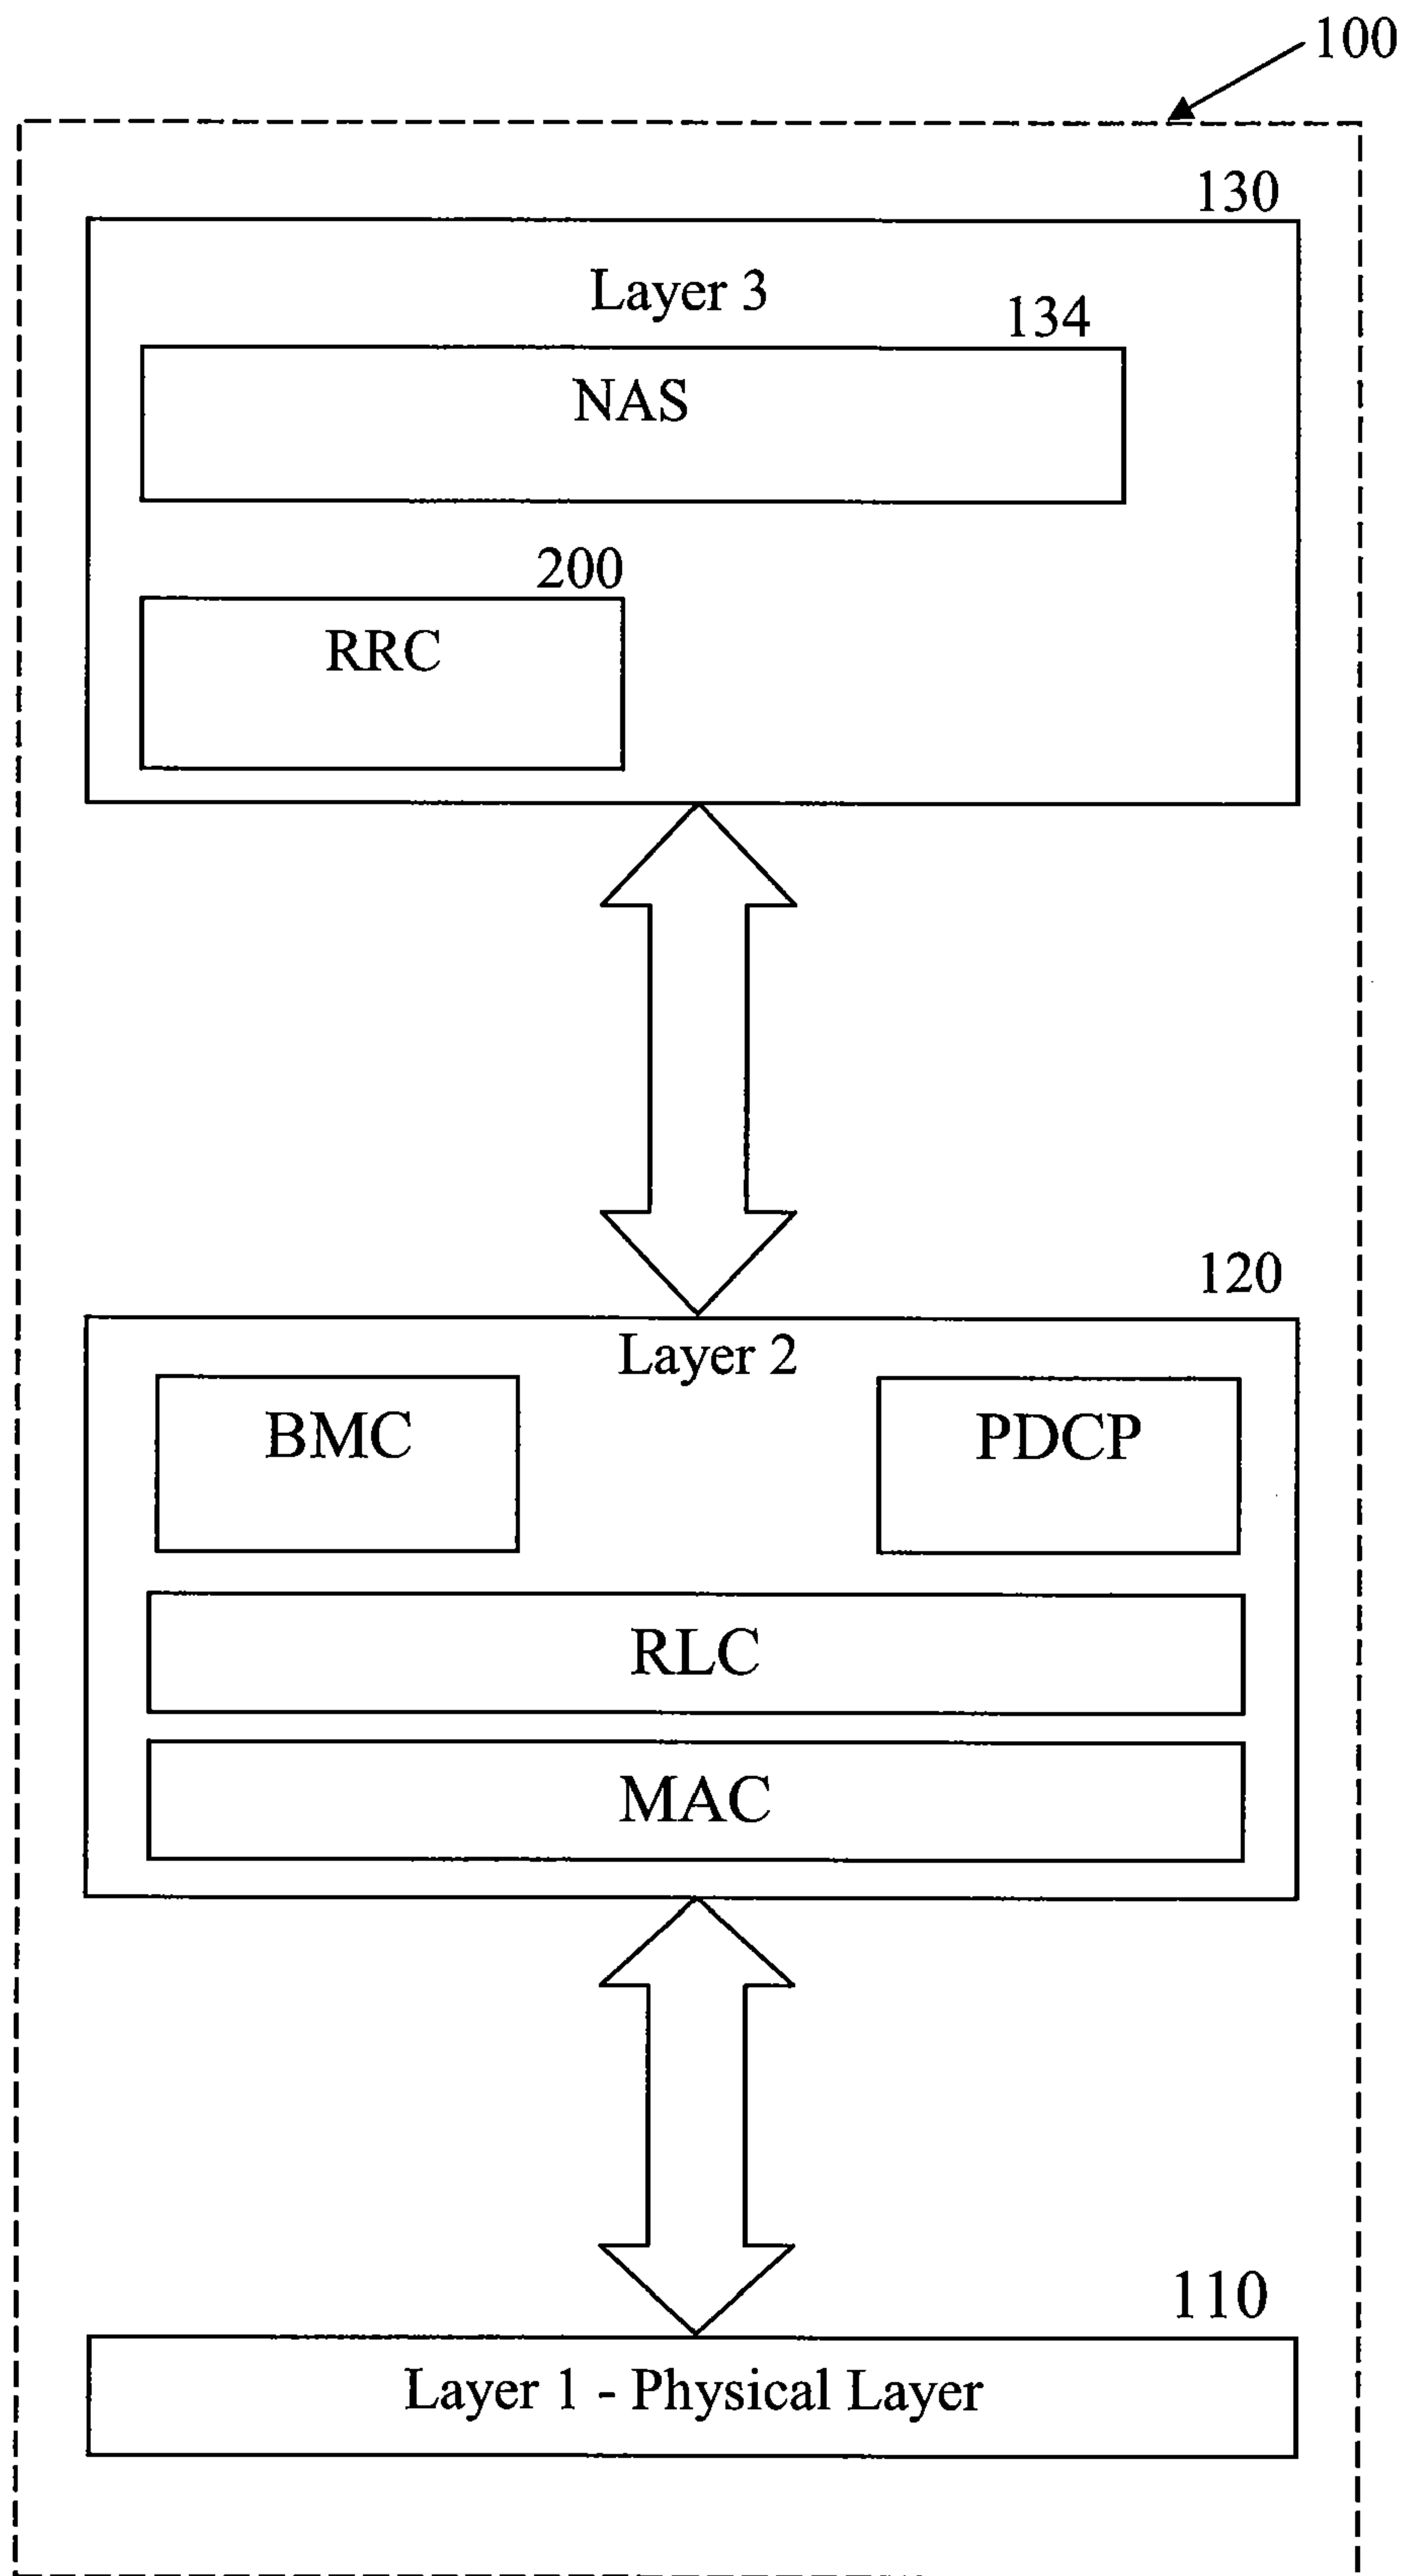 100
130
Layer 3
134
NAS
200
RRC
120
Layer 2
BMC
PDCP
RLC
MAC
110
Layer 1 - Physical Layer